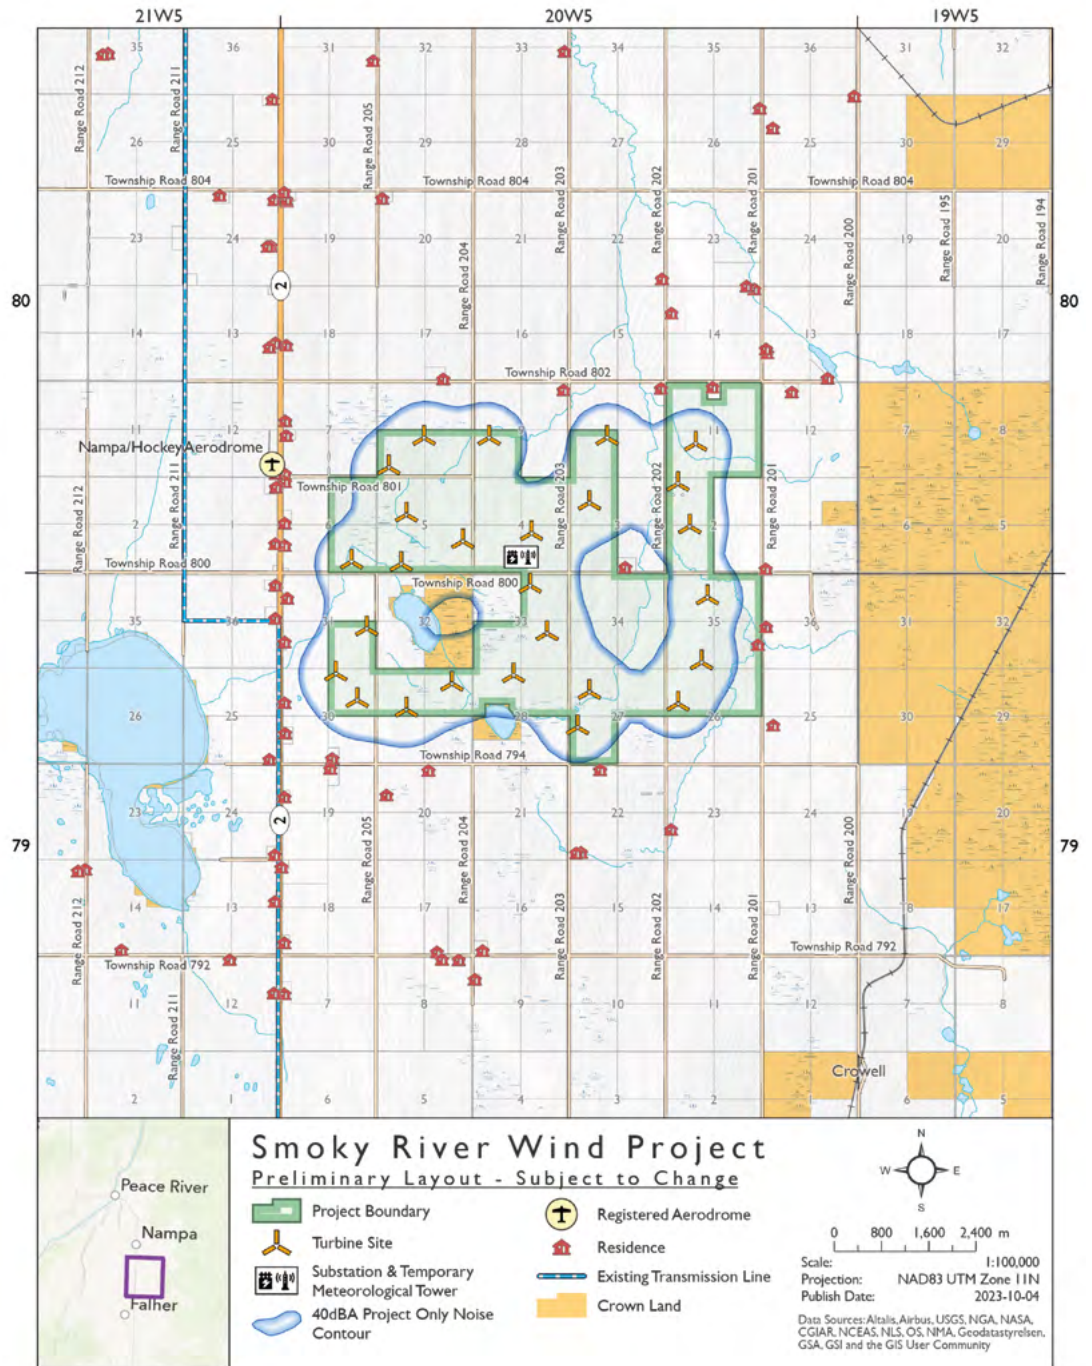 21W5 20W5 19W5
35 36 31 32 33 34 35 36 31 32
Range Road 212
Range Road 211
Range Road 205
26 25 30 29 28 27 26 25 30 29
Township Road 804 Township Road 804 Township Road 804
Range Road 203
Range Road 202
Range Road 201
Range Road 200
Range Road 195
Range Road 194
23 24 19 20 21 22 23 24 19 20
Range Road 204
80 2 80
14 13 18 17 16 14 13 18 17
Township Road 802
7 9 11 12 7 8
Nampa/Hockey Aerodrome
Range Road 212
Range Road 211
Township Road 801
Range Road 203
Range Road 202
Range Road 201
1 5 4 2 1 6 5
Township Road 800 Township Road 800
35 36 31 32 33 34 35 36 31 32
26 25 30 28 27 26 25 30 29
Township Road 794
23 24 19 20 22 23 24 19 20
2
79 79
Range Road 205
Range Road 204
Range Road 203
Range Road 202
Range Road 201
Range Road 200
Range Road 212
14 13 18 17 16 15 14 13 18 17
Township Road 792 Township Road 792
Range Road 211
11 12 7 8 9 10 11 12 7 8
Crowell
2 1 6 5 4 3 2 1 6 5
Peace River
Nampa
Falher
Smoky River Wind Project
Preliminary Layout - Subject to Change
Project Boundary
Turbine Site
Substation & Temporary
Meteorological Tower
40dBA Project Only Noise
Contour
Registered Aerodrome
Residence
Existing Transmission Line
Crown Land
N
W E
S
0 800 1,600 2,400 m
Scale: 1:100,000
Projection: NAD83 UTM Zone 11N
Publish Date: 2023-10-04
Data Sources: Altalis, Airbus, USGS, NGA, NASA,
CGIAR, NCEAS, NLS, OS, NMA, Geodatastyrelsen,
GSA, GSI and the GIS User Community